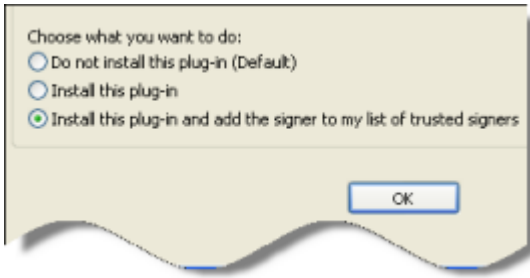 Choose what you want to do:
Do not install this plug-in (Default)
Install this plug-in
Install this plug-in and add the signer to my list of trusted signers
OK